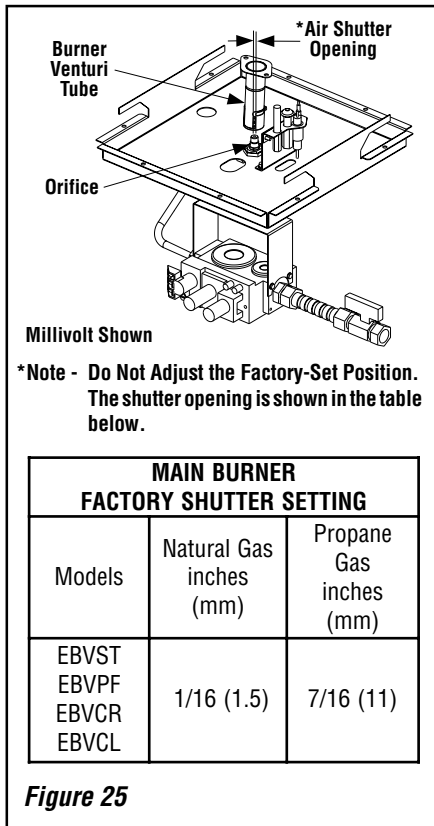 *Air Shutter
Opening
Burner
Venturi
Tube
Orifice
Millivolt Shown
*Note - Do Not Adjust the Factory-Set Position.
The shutter opening is shown in the table
below.
MAIN BURNER
FACTORY SHUTTER SETTING
Models
Natural Gas
inches
(mm)
Propane
Gas
inches
(mm)
EBVST
EBVPF
EBVCR
EBVCL
1/16 (1.5)
7/16 (11)
Figure 25